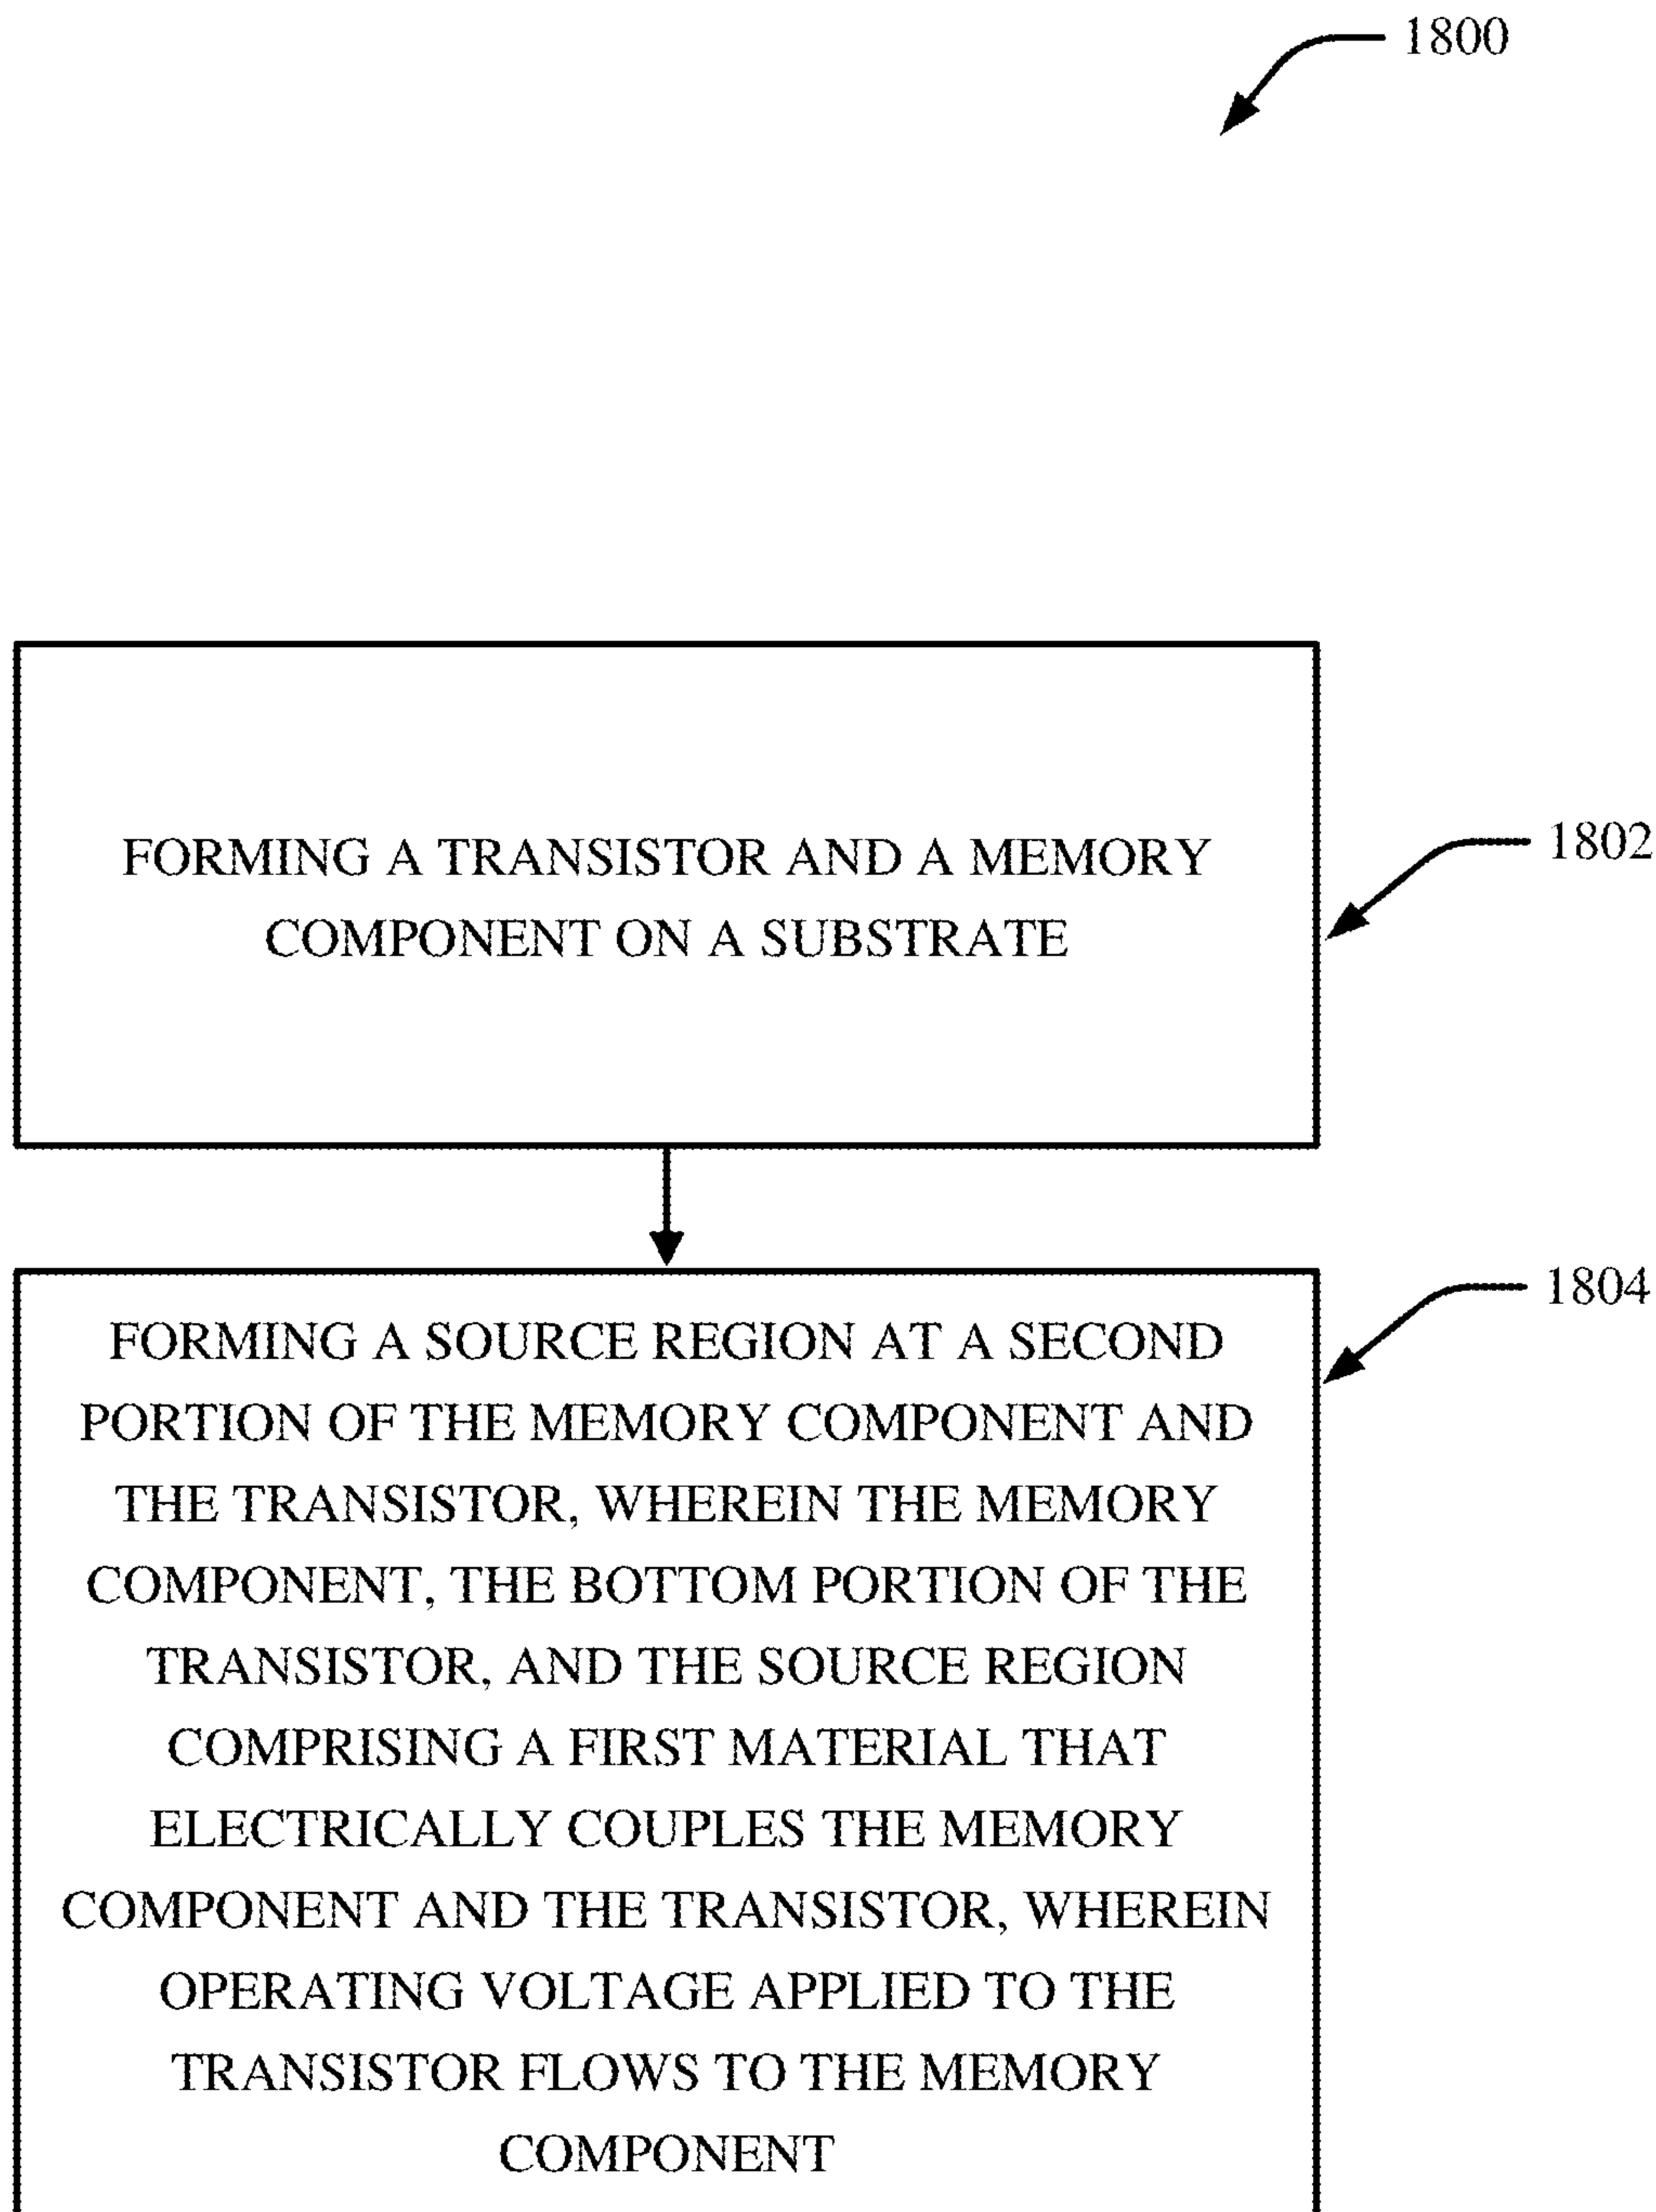 1800
FORMING A TRANSISTOR AND A MEMORY
COMPONENT ON A SUBSTRATE
1802
1804
FORMING A SOURCE REGION AT A SECOND
PORTION OF THE MEMORY COMPONENT AND
THE TRANSISTOR, WHEREIN THE MEMORY
COMPONENT, THE BOTTOM PORTION OF THE
TRANSISTOR, AND THE SOURCE REGION
COMPRISING A FIRST MATERIAL THAT
ELECTRICALLY COUPLES THE MEMORY
COMPONENT AND THE TRANSISTOR, WHEREIN
OPERATING VOLTAGE APPLIED TO THE
TRANSISTOR FLOWS TO THE MEMORY
COMPONENT